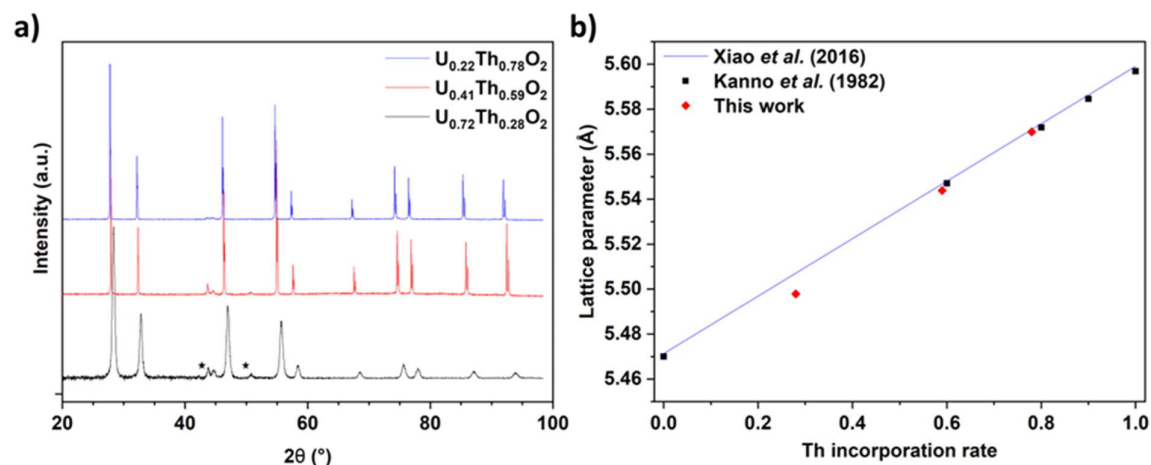 a)
U₀.₂₂Th₀.₇₈O₂
U₀.₄₁Th₀.₅₉O₂
U₀.₇₂Th₀.₂₈O₂
Intensity (a.u.)
★ ★
20 40 60 80 100
2θ (°)
b)
Xiao et al. (2016)
Kanno et al. (1982)
This work
Lattice parameter (Å)
5.60
5.58
5.56
5.54
5.52
5.50
5.48
5.46
0.0 0.2 0.4 0.6 0.8 1.0
Th incorporation rate